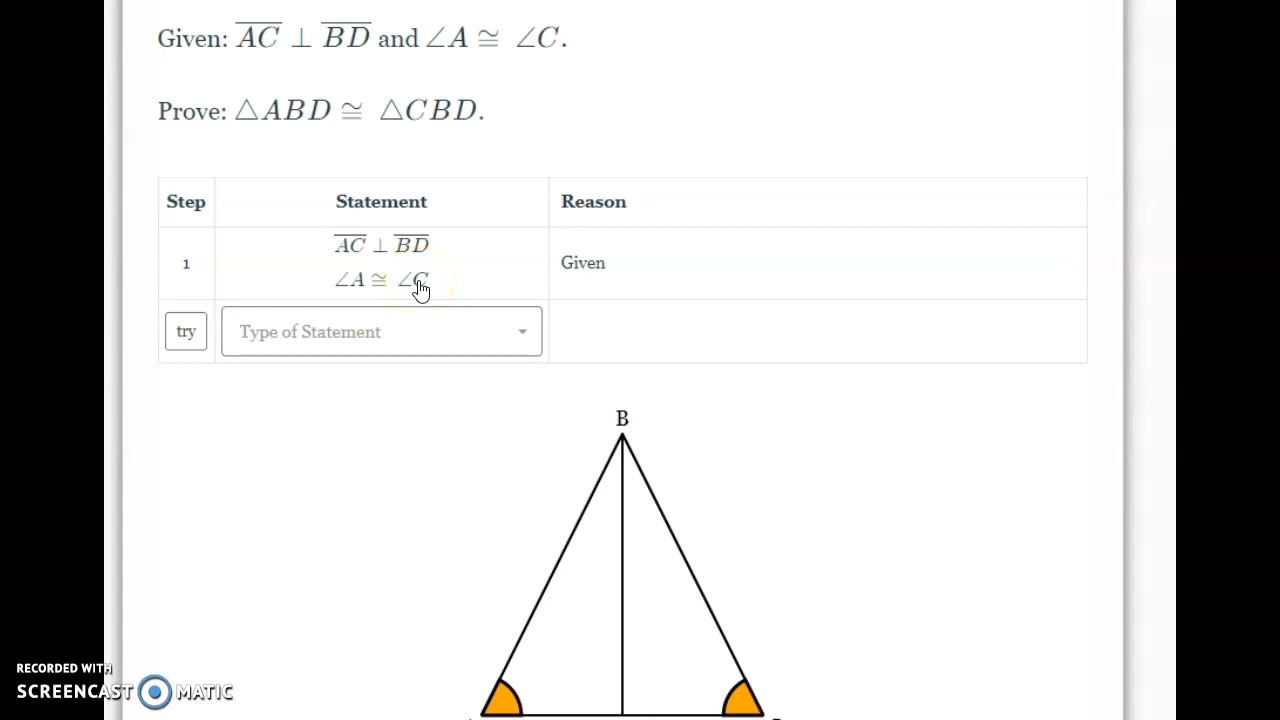 Given: AC ⊥ BD and ∠A ≅ ∠C.
Prove: △ABD ≅ △CBD.
Step Statement Reason
1 AC ⊥ BD Given
∠A ≅ ∠C
try Type of Statement
B
RECORDED WITH
SCREENCAST MATIC